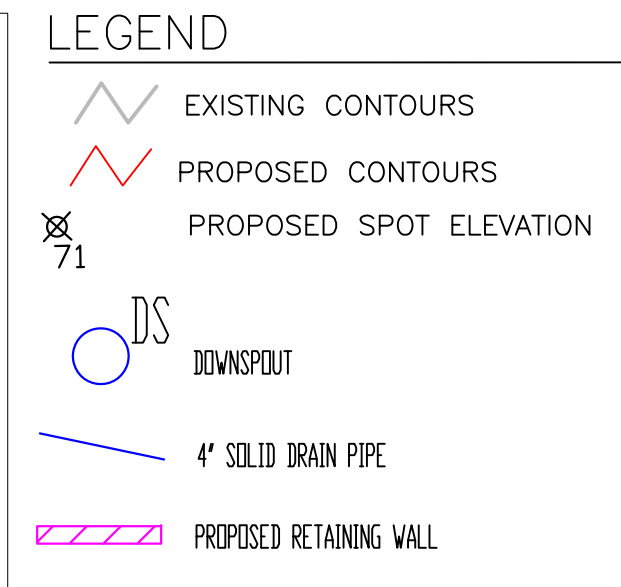 LEGEND
EXISTING CONTOURS
PROPOSED CONTOURS
PROPOSED SPOT ELEVATION
71
DS
DOWNSPOUT
4" SOLID DRAIN PIPE
PROPOSED RETAINING WALL